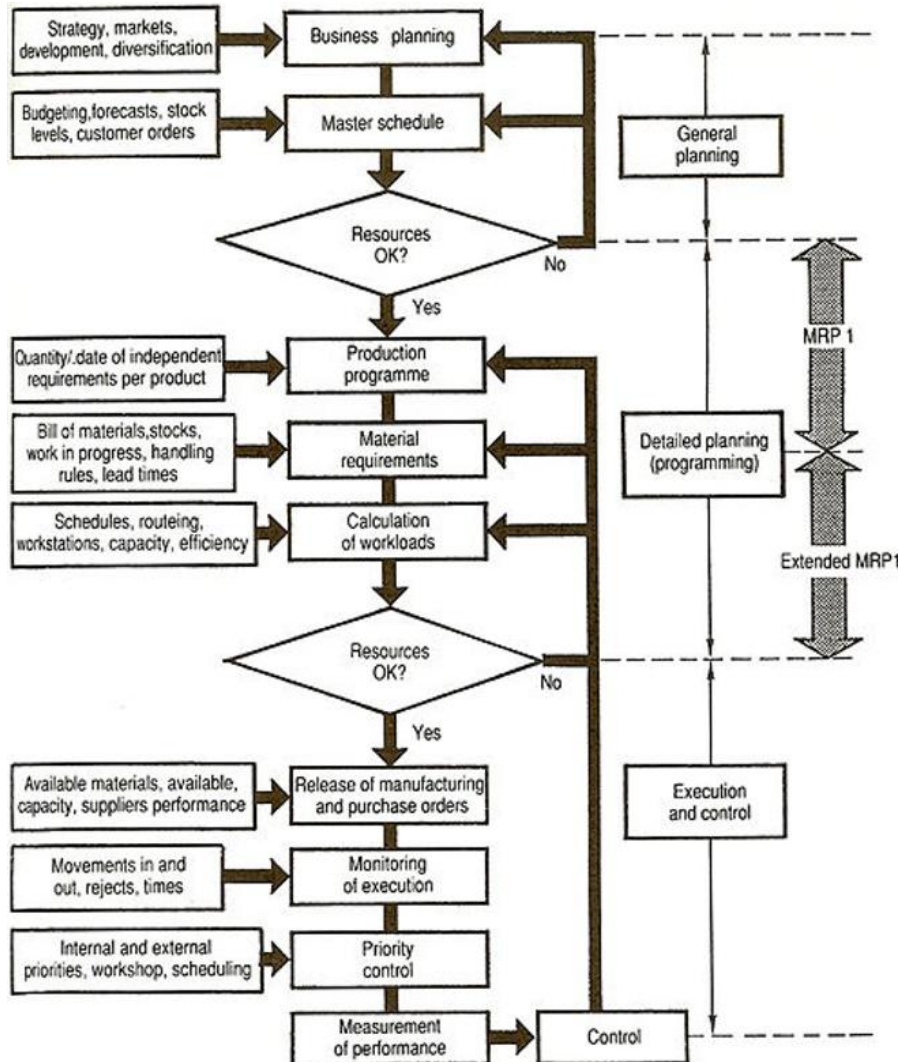 Strategy, markets,
development, diversification
Business planning
Budgeting,forecasts, stock
levels, customer orders
Master schedule
General
planning
Resources
OK?
No
Yes
MRP 1
Quantity/.date of independent
requirements per product
Production
programme
Bill of materials,stocks,
work in progress, handling
rules, lead times
Material
requirements
Detailed planning
(programming)
Schedules, routeing,
workstations, capacity, efficiency
Calculation
of workloads
Extended MRP1
Resources
OK?
No
Yes
Available materials, available,
capacity, suppliers performance
Release of manufacturing
and purchase orders
Execution
and control
Movements in and
out, rejects, times
Monitoring
of execution
Internal and external
priorities, workshop, scheduling
Priority
control
Measurement
of performance
Control